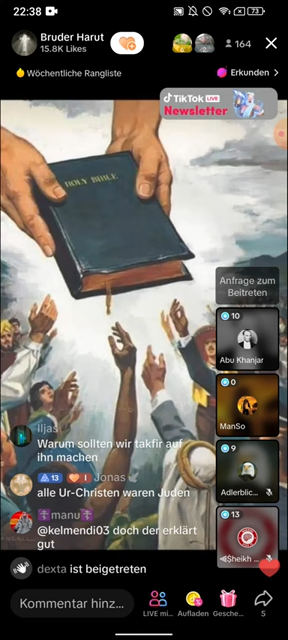 22:38
73
Bruder Harut
15.8K Likes
164
Wöchentliche Rangliste
Erkunden >
TikTok LIVE
Newsletter
HOLY BIBLE
Anfrage zum
Beitreten
10
Abu Khanjar
0
ManSo
9
Adlerblic...
13
$heikh ...
Iljas
Warum sollten wir takfir auf
ihn machen
13 I Jonas
alle Ur-Christen waren Juden
manu
@kelmendi03 doch der erklärt
gut
dexta ist beigetreten
Kommentar hinz...
LIVE mi...
Aufladen
Gesche...
5